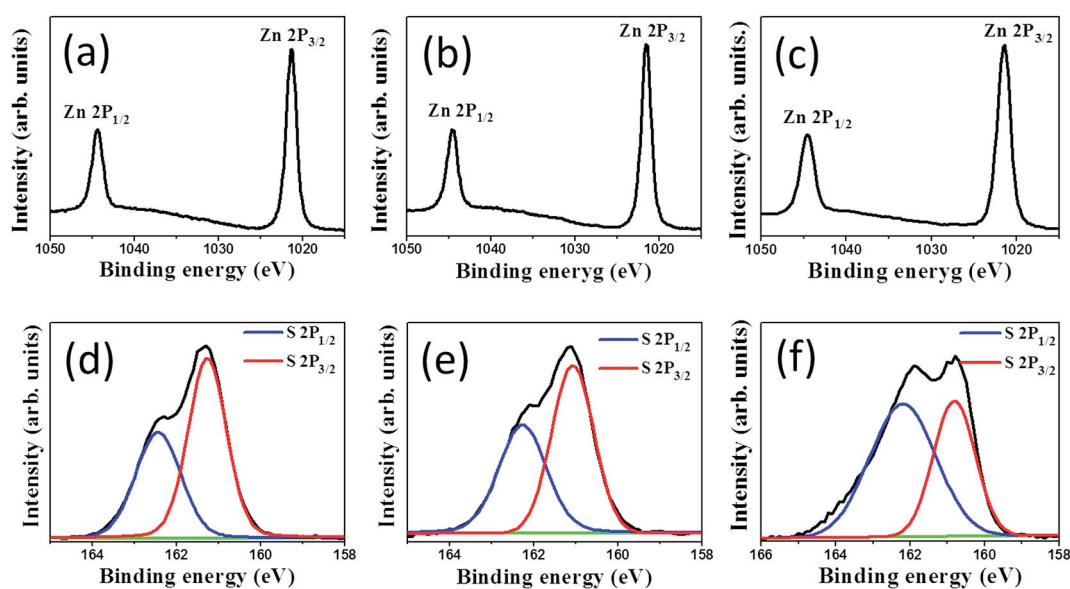 Intensity (arb. units)
(a)
Zn 2P1/2
Zn 2P3/2
1050 1040 1030 1020
Binding energy (eV)
Intensity (arb. units)
(b)
Zn 2P1/2
Zn 2P3/2
1050 1040 1030 1020
Binding eneryg (eV)
Intensity (arb. units.)
(c)
Zn 2P1/2
Zn 2P3/2
1050 1040 1030 1020
Binding eneryg (eV)
Intensity (arb. units)
(d)
S 2P1/2
S 2P3/2
164 162 160 158
Binding energy (eV)
Intensity (arb. units)
(e)
S 2P1/2
S 2P3/2
164 162 160 158
Binding energy (eV)
Intensity (arb. units)
(f)
S 2P1/2
S 2P3/2
166 164 162 160 158
Binding energy (eV)